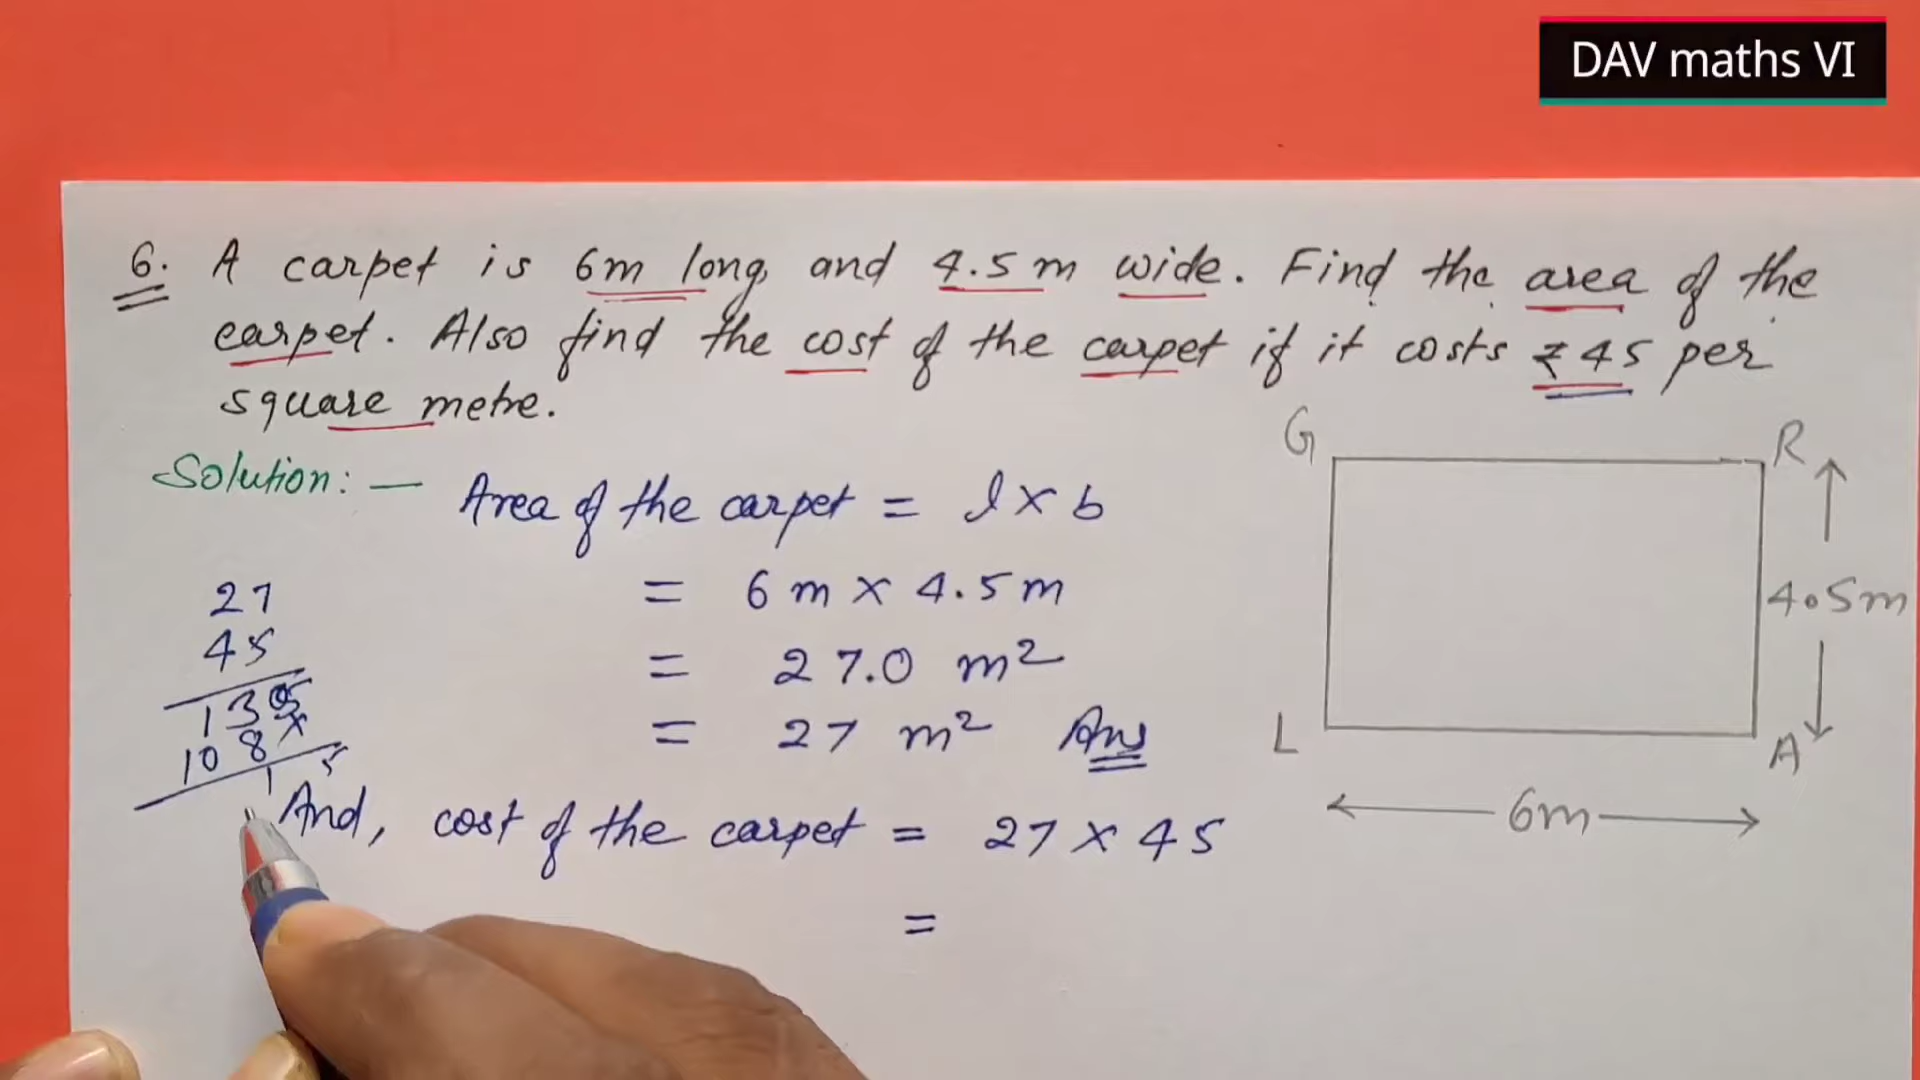 DAV maths VI
6. A carpet is 6m long and 4.5 m wide. Find the area of the
carpet. Also find the cost of the carpet if it costs ₹ 45 per
square metre.
G
R
Solution: —
Area of the carpet = l × b
= 6 m × 4.5 m
4.5m
27
45
= 27.0 m²
135
108×
= 27 m² Ans
L
A
1 5
And, cost of the carpet = 27 × 45
6m
=